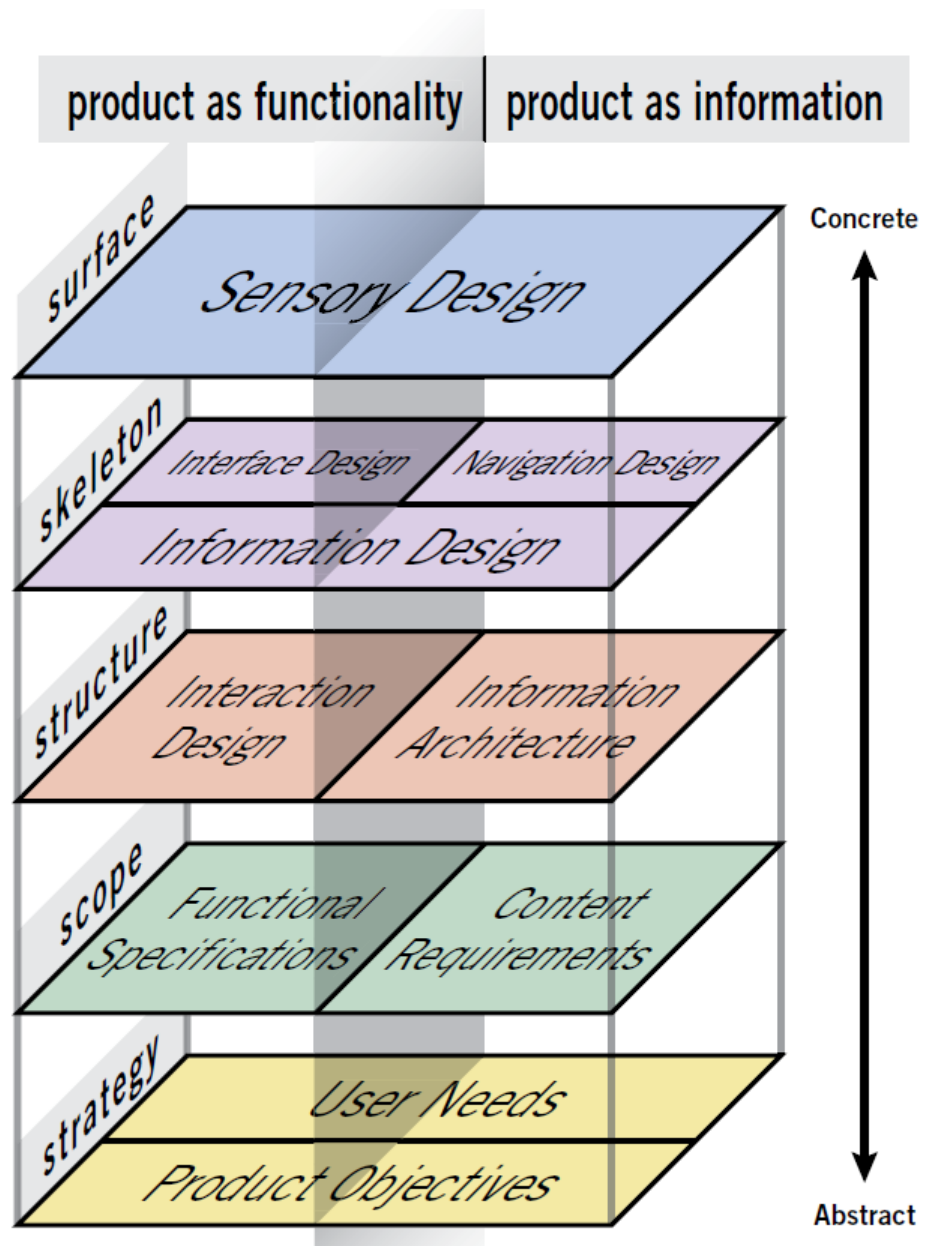 product as functionality
product as information
Concrete
surface
Sensory Design
skeleton
Interface Design
Navigation Design
Information Design
structure
Interaction
Design
Information
Architecture
scope
Functional
Specifications
Content
Requirements
strategy
User Needs
Product Objectives
Abstract